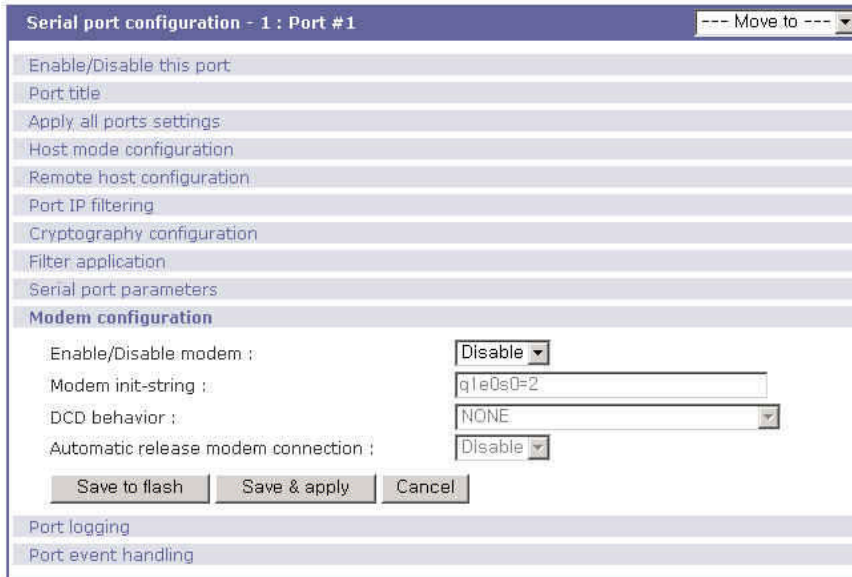 Serial port configuration - 1 : Port #1 --- Move to ---
Enable/Disable this port
Port title
Apply all ports settings
Host mode configuration
Remote host configuration
Port IP filtering
Cryptography configuration
Filter application
Serial port parameters
Modem configuration
Enable/Disable modem : Disable
Modem init-string : q1e0s0=2
DCD behavior : NONE
Automatic release modem connection : Disable
Save to flash Save & apply Cancel
Port logging
Port event handling